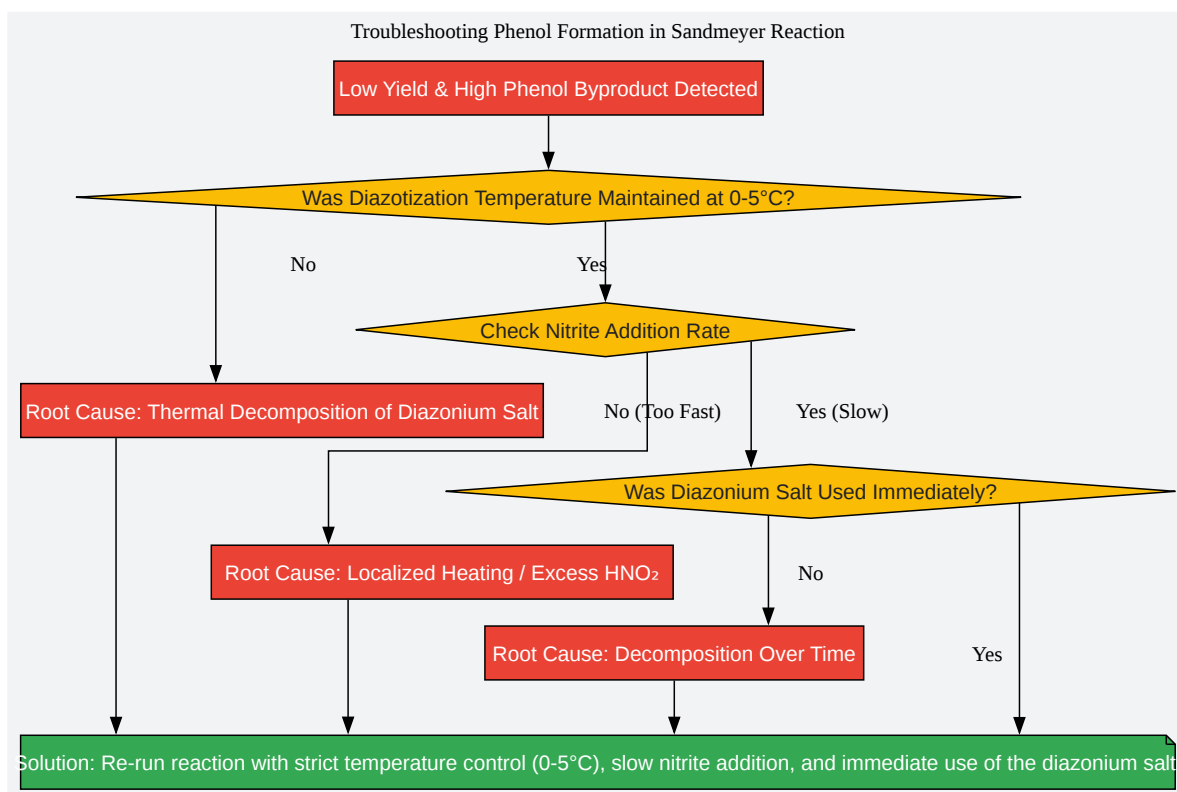 Troubleshooting Phenol Formation in Sandmeyer Reaction
Low Yield & High Phenol Byproduct Detected
Was Diazotization Temperature Maintained at 0-5°C?
No
Yes
Check Nitrite Addition Rate
Root Cause: Thermal Decomposition of Diazonium Salt
No (Too Fast)
Yes (Slow)
Was Diazonium Salt Used Immediately?
Root Cause: Localized Heating / Excess HNO₂
No
Root Cause: Decomposition Over Time
Yes
Solution: Re-run reaction with strict temperature control (0-5°C), slow nitrite addition, and immediate use of the diazonium salt